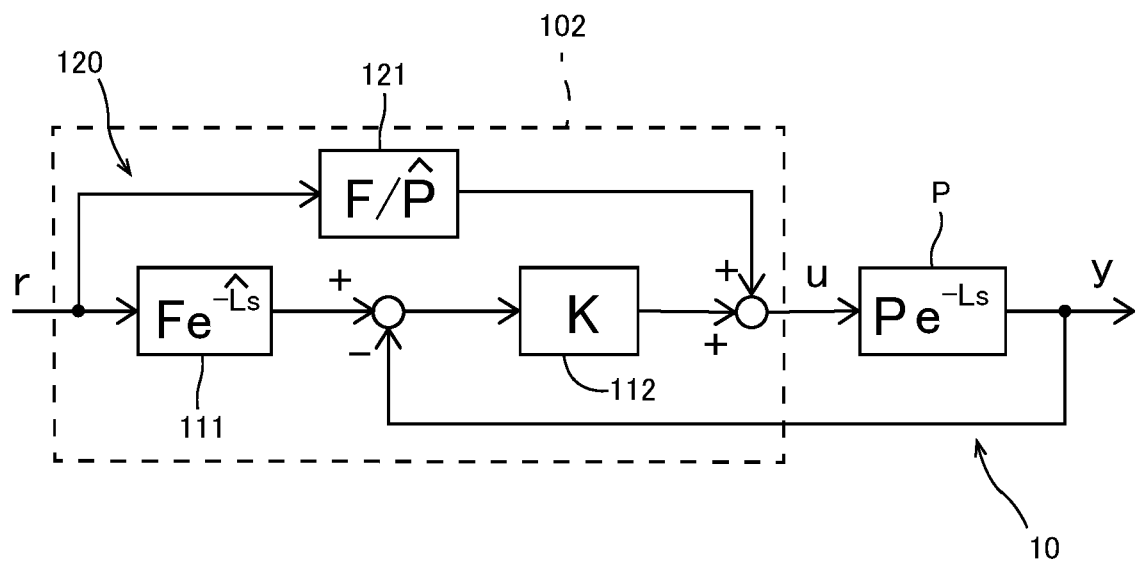 102
120
121
F/P̂
P
r
Fe^-L̂s
+
−
K
+
+
u
Pe^-Ls
y
111
112
10